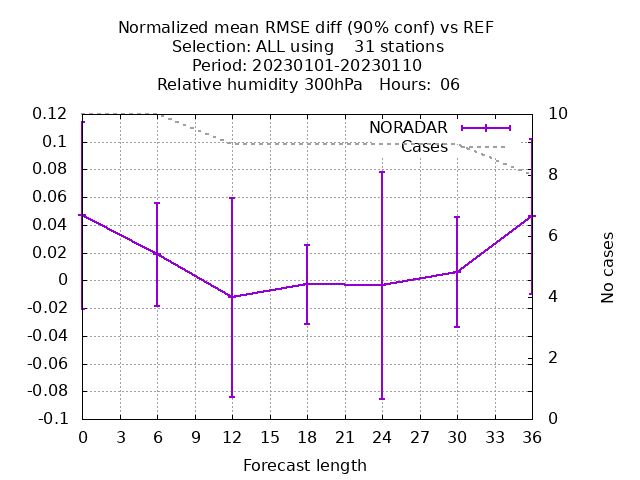 Normalized mean RMSE diff (90% conf) vs REF
Selection: ALL using    31 stations
Period: 20230101-20230110
Relative humidity 300hPa   Hours:  06
NORADAR
Cases
0.12
0.1
0.08
0.06
0.04
0.02
0
-0.02
-0.04
-0.06
-0.08
-0.1
10
8
6
4
2
0
No cases
0 3 6 9 12 15 18 21 24 27 30 33 36
Forecast length